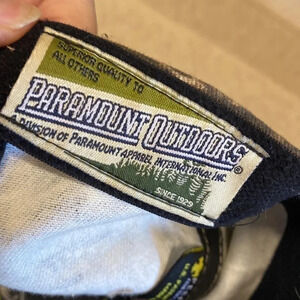 SUPERIOR QUALITY TO
ALL OTHERS
PARAMOUNT OUTDOORS®
A DIVISION OF PARAMOUNT APPAREL INTERNATIONAL INC.
SINCE 1929